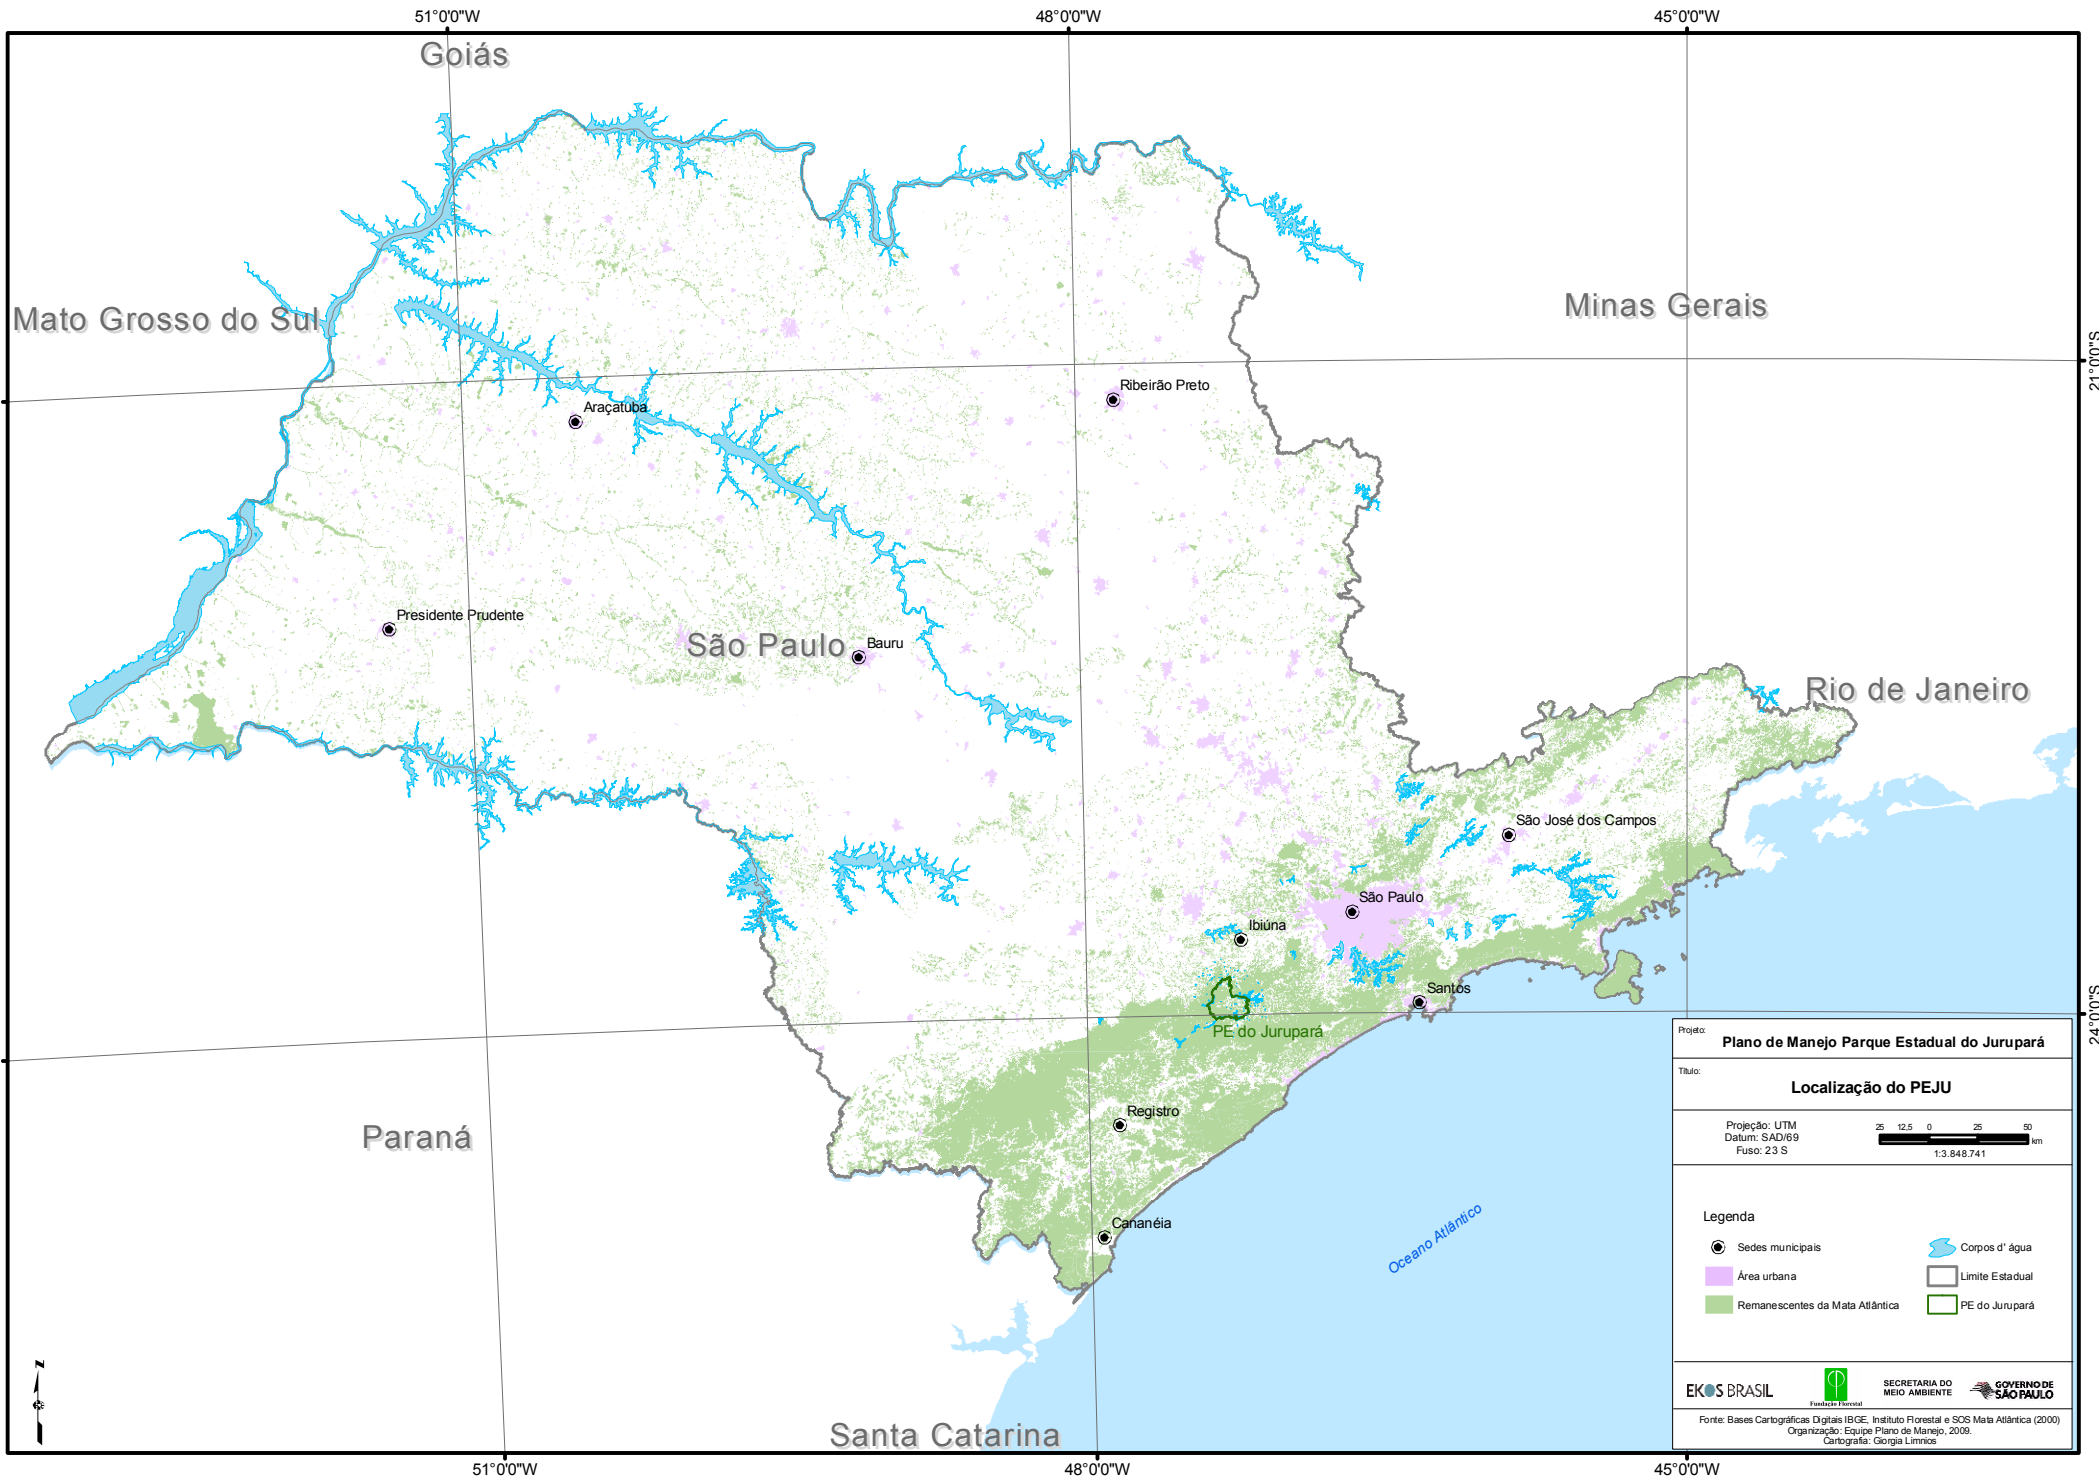 51°0'0"W
48°0'0"W
45°0'0"W
Goiás
Mato Grosso do Sul
Minas Gerais
21°0'0"S
Ribeirão Preto
Araçatuba
Presidente Prudente
São Paulo
Bauru
Rio de Janeiro
São José dos Campos
São Paulo
Ibiúna
Santos
24°0'0"S
PE do Jurupará
Registro
Paraná
Cananéia
Oceano Atlântico
Santa Catarina
Projeto:
Plano de Manejo Parque Estadual do Jurupará
Título:
Localização do PEJU
Projeção: UTM
Datum: SAD/69
Fuso: 23 S
25 12,5 0 25 50
km
1:3.848.741
Legenda
Sedes municipais
Corpos d' água
Área urbana
Limite Estadual
Remanescentes da Mata Atlântica
PE do Jurupará
EKOS BRASIL
Fundação Florestal
SECRETARIA DO
MEIO AMBIENTE
GOVERNO DE
SÃO PAULO
Fonte: Bases Cartográficas Digitais IBGE, Instituto Florestal e SOS Mata Atlântica (2000)
Organização: Equipe Plano de Manejo, 2009.
Cartografia: Giorgia Limnios
N
51°0'0"W
48°0'0"W
45°0'0"W